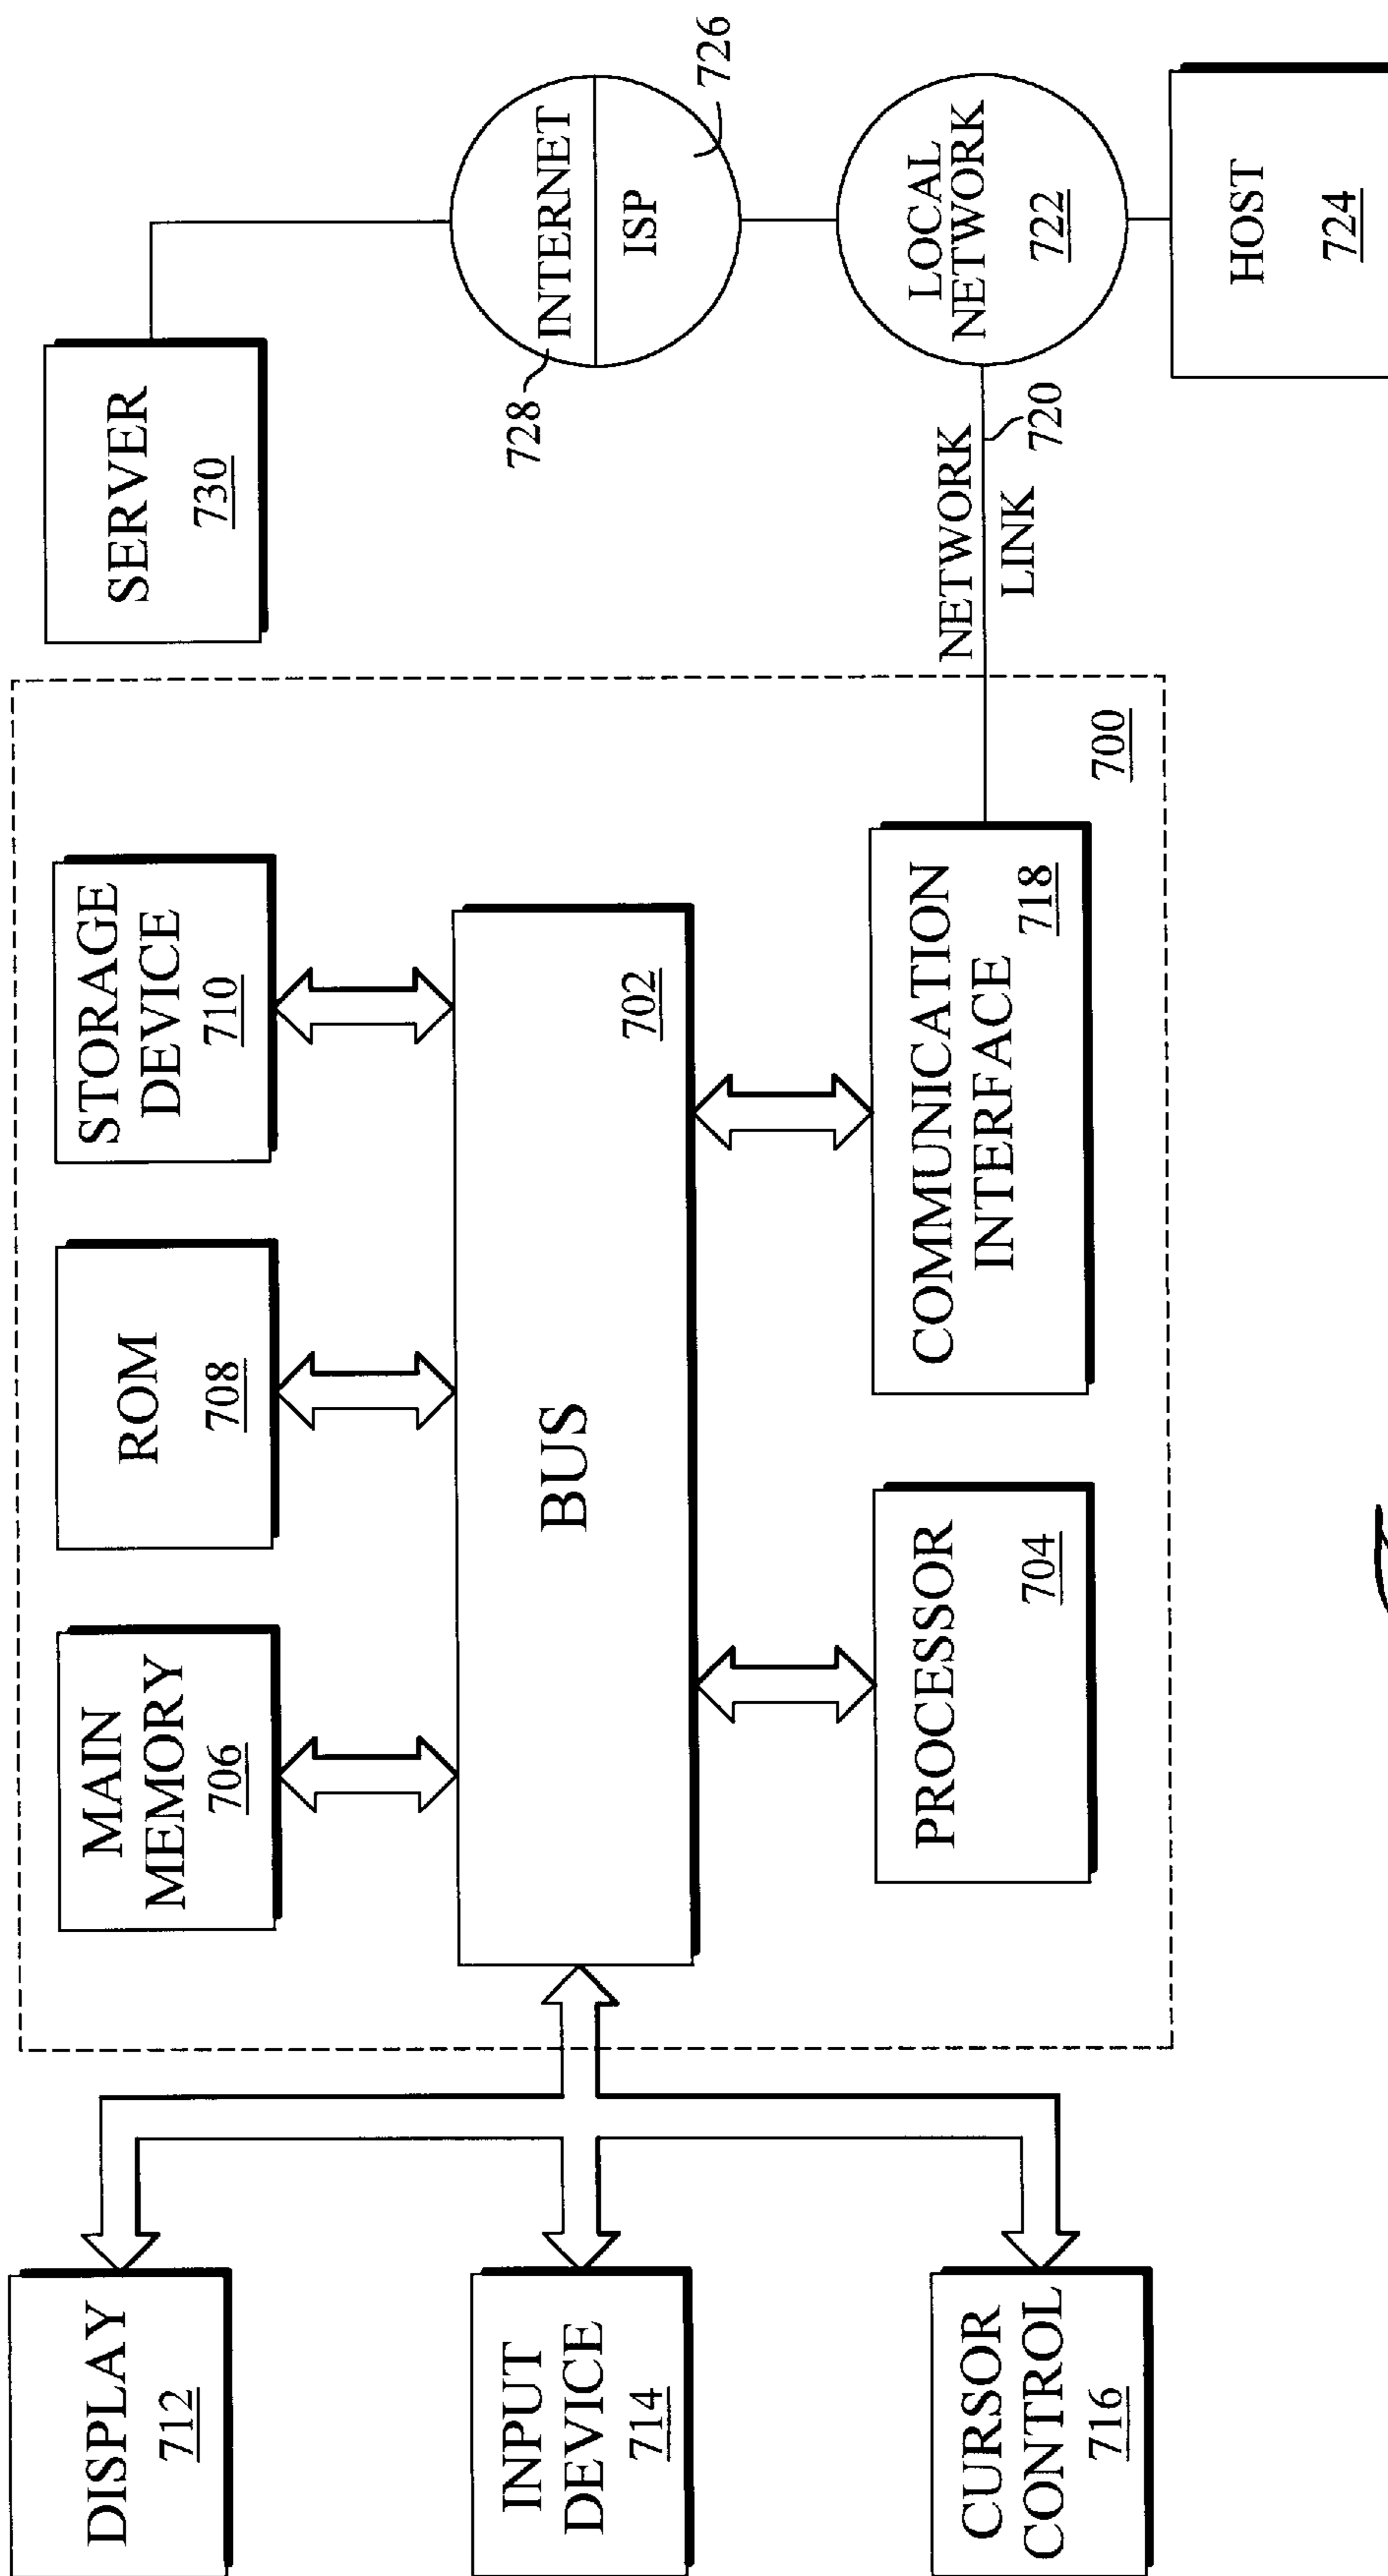 DISPLAY
712
INPUT
DEVICE
714
CURSOR
CONTROL
716
MAIN
MEMORY
706
ROM
708
STORAGE
DEVICE
710
BUS
702
PROCESSOR
704
COMMUNICATION
INTERFACE
718
700
SERVER
730
728
INTERNET
ISP
726
NETWORK
LINK
720
LOCAL
NETWORK
722
HOST
724